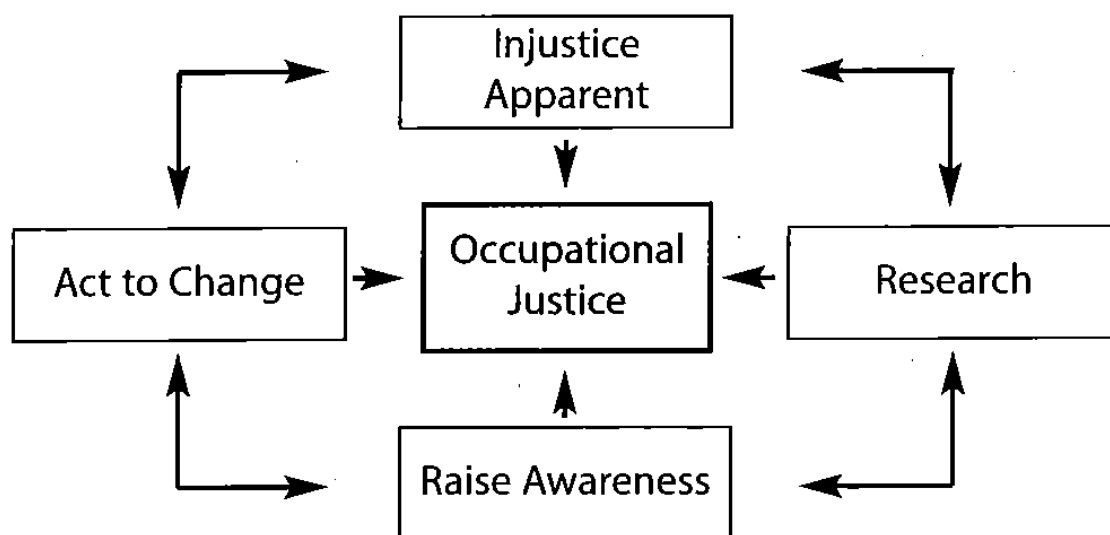 Injustice
Apparent
Act to Change
Occupational
Justice
Research
Raise Awareness